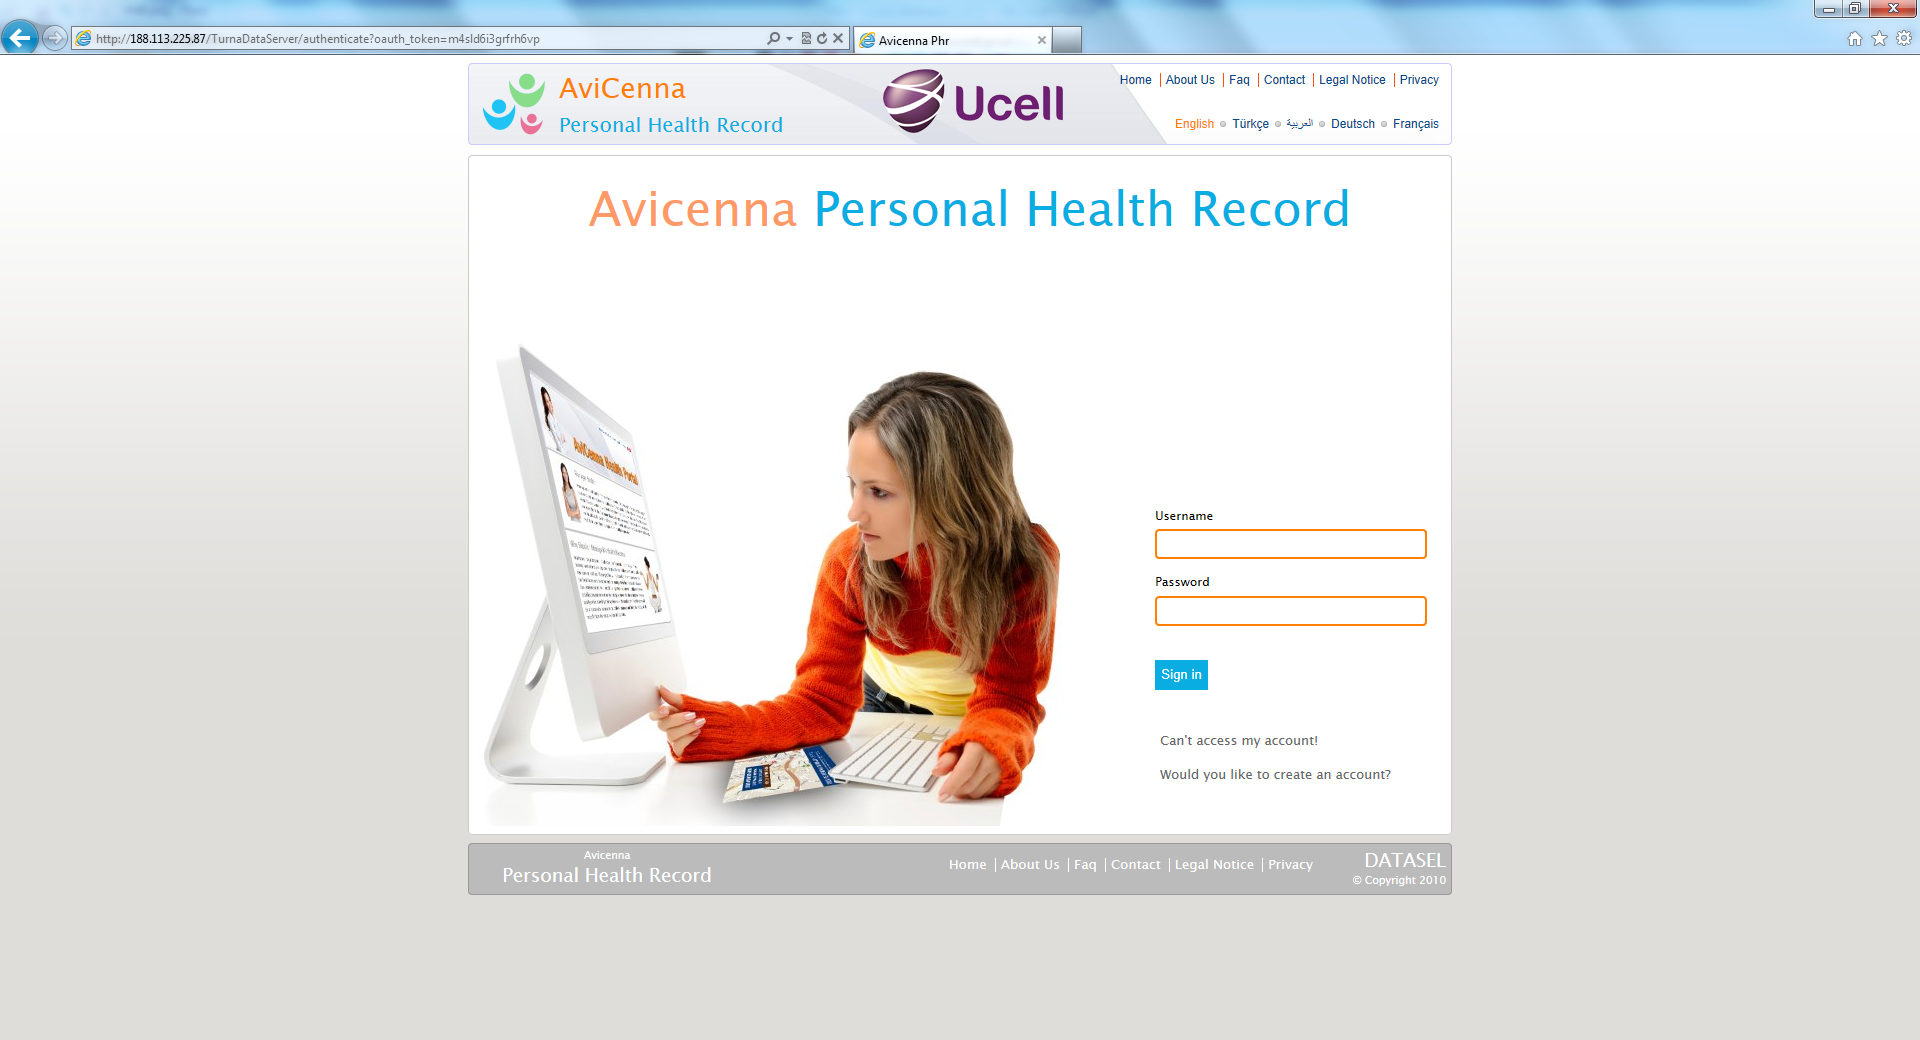 http://188.113.225.87/TurnaDataServer/authenticate?oauth_token=m4sld6i3grfrh6vp
Avicenna Phr
AviCenna
Personal Health Record
Ucell
Home About Us Faq Contact Legal Notice Privacy
English Türkçe العربية Deutsch Français
Avicenna Personal Health Record
AviCenna Health Portal
Username
Password
Sign in
Can't access my account!
Would you like to create an account?
Avicenna
Personal Health Record
Home About Us Faq Contact Legal Notice Privacy
DATASEL
© Copyright 2010